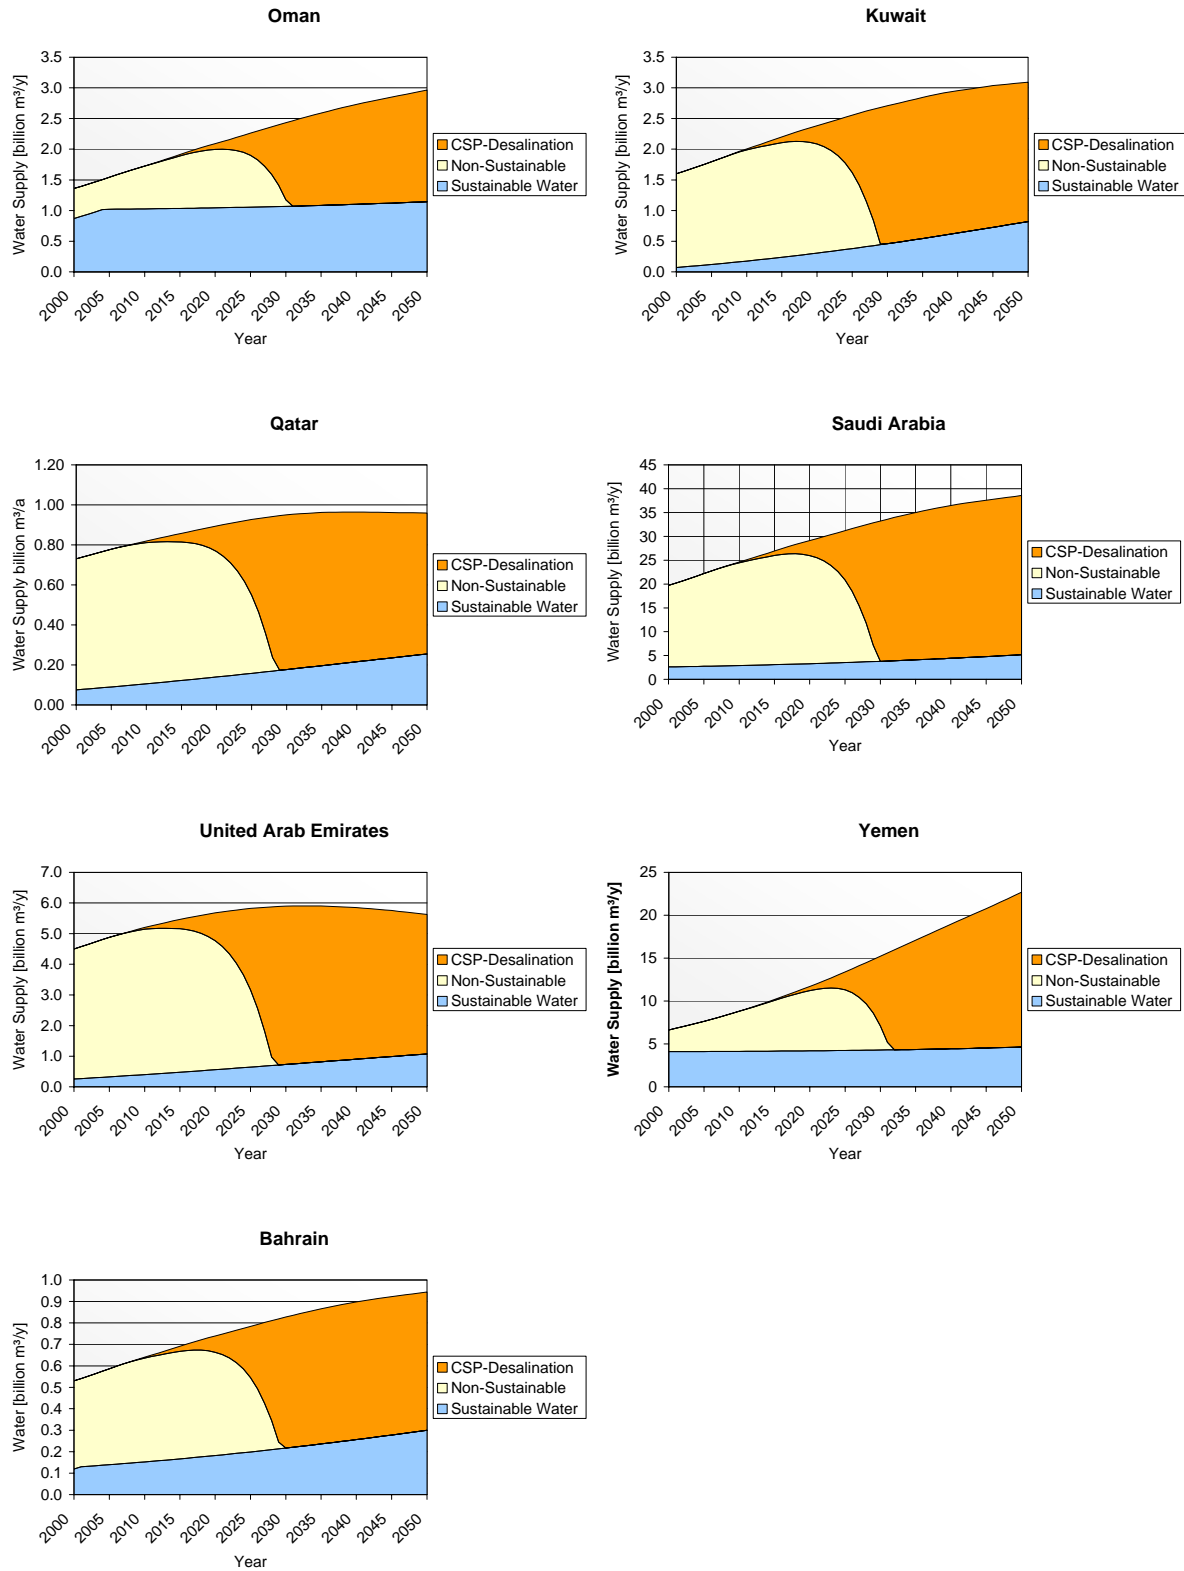 Oman
Water Supply [billion m³/y]
3.5
3.0
2.5
2.0
1.5
1.0
0.5
0.0
2000 2005 2010 2015 2020 2025 2030 2035 2040 2045 2050
Year
CSP-Desalination
Non-Sustainable
Sustainable Water
Kuwait
Water Supply [billion m³/y]
3.5
3.0
2.5
2.0
1.5
1.0
0.5
0.0
2000 2005 2010 2015 2020 2025 2030 2035 2040 2045 2050
Year
CSP-Desalination
Non-Sustainable
Sustainable Water
Qatar
Water Supply billion m³/a
1.20
1.00
0.80
0.60
0.40
0.20
0.00
2000 2005 2010 2015 2020 2025 2030 2035 2040 2045 2050
CSP-Desalination
Non-Sustainable
Sustainable Water
Saudi Arabia
Water Supply [billion m³/y]
45
40
35
30
25
20
15
10
5
0
2000 2005 2010 2015 2020 2025 2030 2035 2040 2045 2050
Year
CSP-Desalination
Non-Sustainable
Sustainable Water
United Arab Emirates
Water Supply [billion m³/y]
7.0
6.0
5.0
4.0
3.0
2.0
1.0
0.0
2000 2005 2010 2015 2020 2025 2030 2035 2040 2045 2050
Year
CSP-Desalination
Non-Sustainable
Sustainable Water
Yemen
Water Supply [billion m³/y]
25
20
15
10
5
0
2000 2005 2010 2015 2020 2025 2030 2035 2040 2045 2050
Year
CSP-Desalination
Non-Sustainable
Sustainable Water
Bahrain
Water [billion m³/y]
1.0
0.9
0.8
0.7
0.6
0.5
0.4
0.3
0.2
0.1
0.0
2000 2005 2010 2015 2020 2025 2030 2035 2040 2045 2050
Year
CSP-Desalination
Non-Sustainable
Sustainable Water